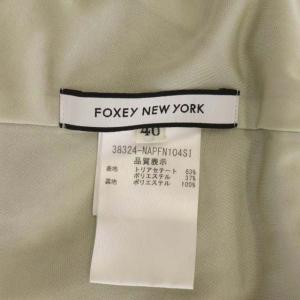 FOXEY NEW YORK
40
38324-NAPFN104SI
品質表示
表地 トリアセテート 63%
ポリエステル 37%
裏地 ポリエステル 100%